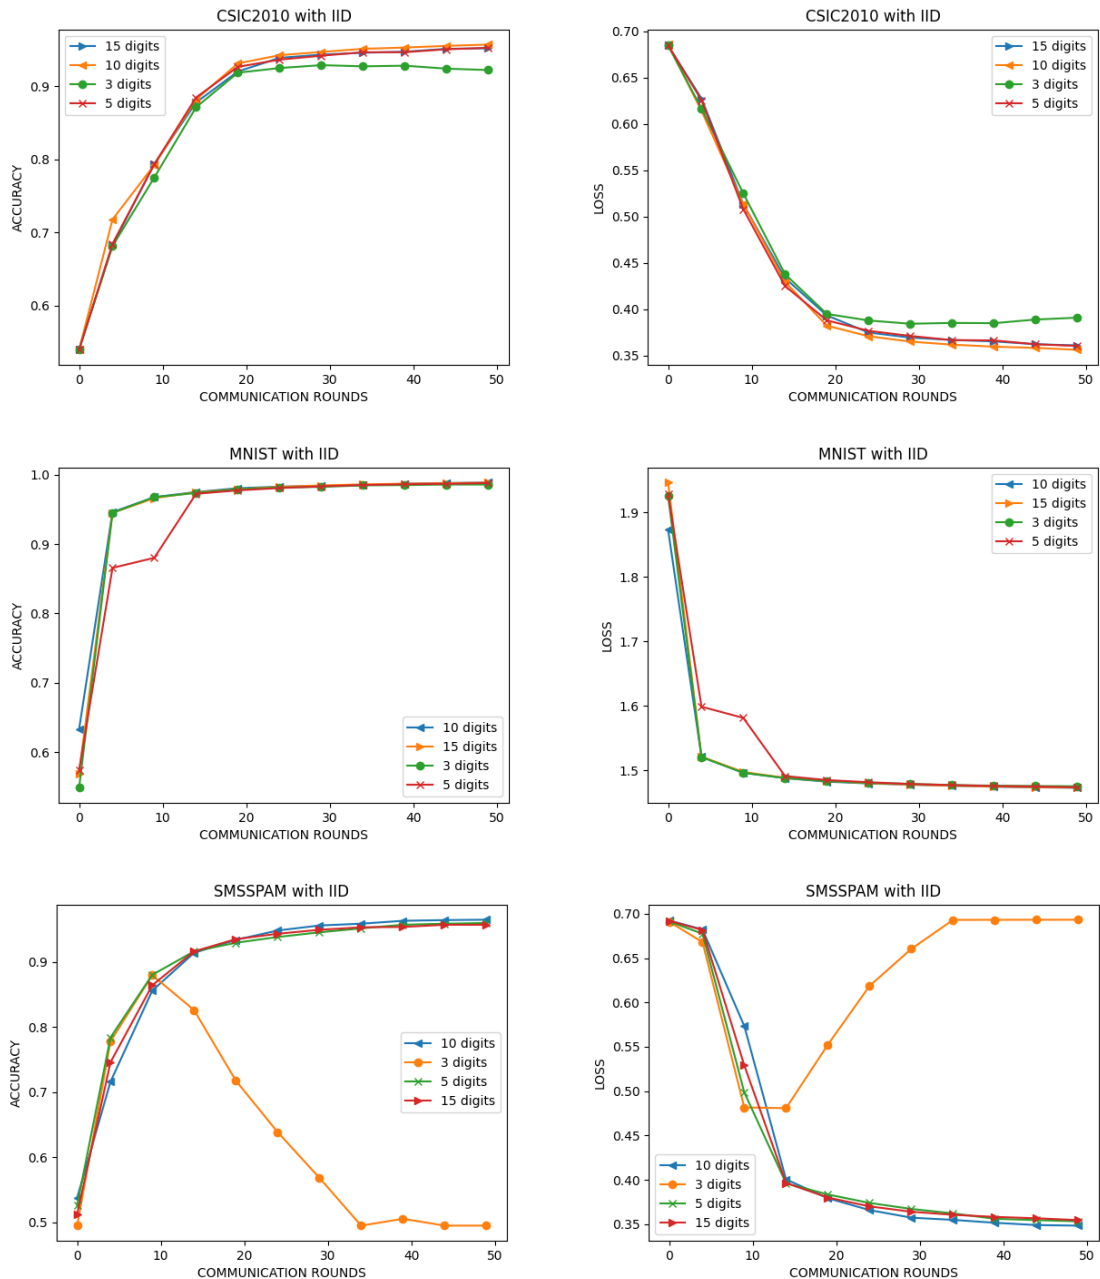 CSIC2010 with IID
ACCURACY
0.9
0.8
0.7
0.6
15 digits
10 digits
3 digits
5 digits
0 10 20 30 40 50
COMMUNICATION ROUNDS
CSIC2010 with IID
LOSS
0.70
0.65
0.60
0.55
0.50
0.45
0.40
0.35
15 digits
10 digits
3 digits
5 digits
0 10 20 30 40 50
COMMUNICATION ROUNDS
MNIST with IID
ACCURACY
1.0
0.9
0.8
0.7
0.6
10 digits
15 digits
3 digits
5 digits
0 10 20 30 40 50
COMMUNICATION ROUNDS
MNIST with IID
LOSS
1.9
1.8
1.7
1.6
1.5
10 digits
15 digits
3 digits
5 digits
0 10 20 30 40 50
COMMUNICATION ROUNDS
SMSSPAM with IID
ACCURACY
0.9
0.8
0.7
0.6
0.5
10 digits
3 digits
5 digits
15 digits
0 10 20 30 40 50
COMMUNICATION ROUNDS
SMSSPAM with IID
LOSS
0.70
0.65
0.60
0.55
0.50
0.45
0.40
0.35
10 digits
3 digits
5 digits
15 digits
0 10 20 30 40 50
COMMUNICATION ROUNDS